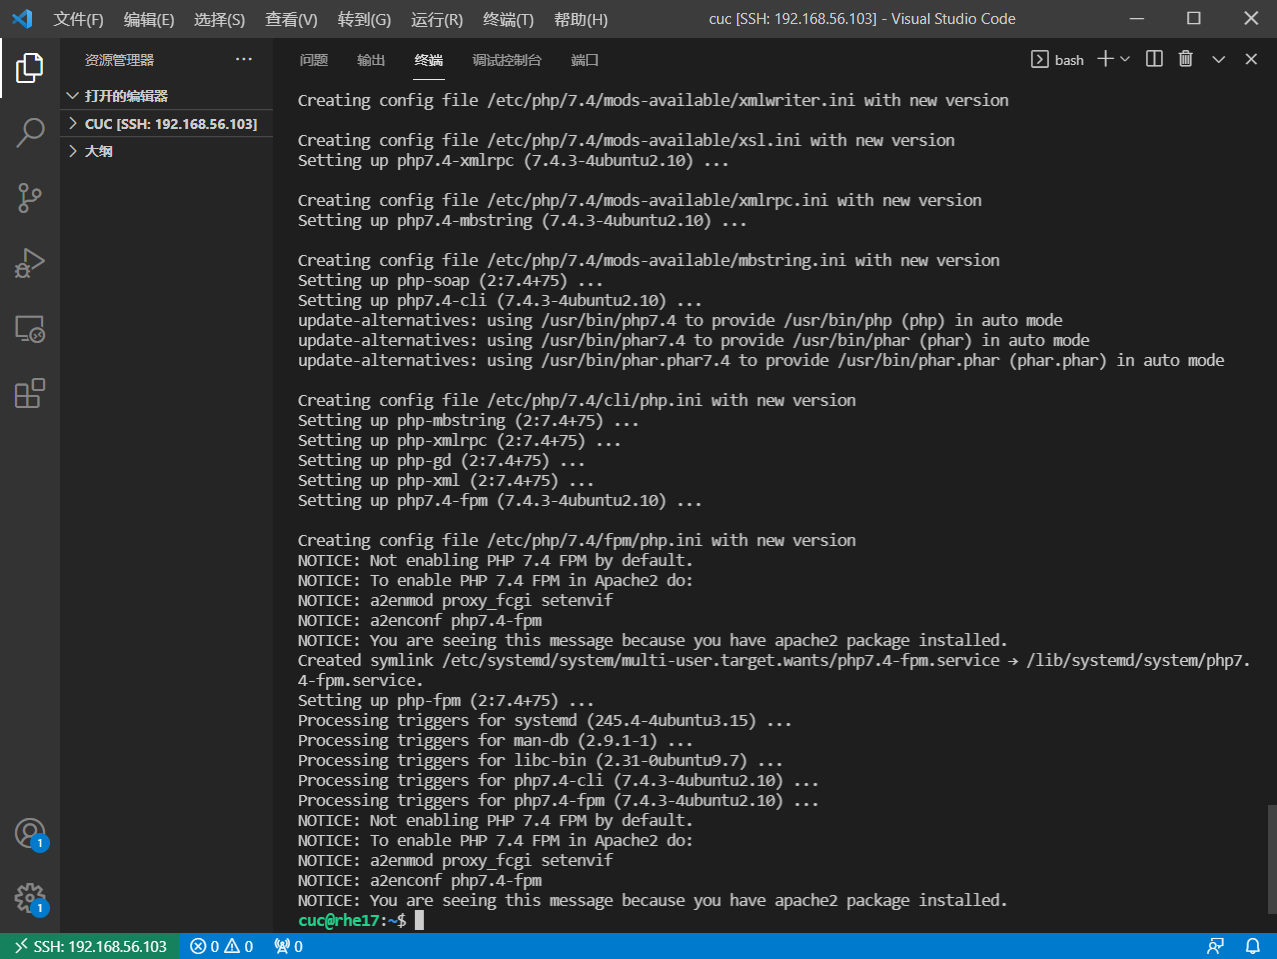 文件(F) 编辑(E) 选择(S) 查看(V) 转到(G) 运行(R) 终端(T) 帮助(H) cuc [SSH: 192.168.56.103] - Visual Studio Code
资源管理器 ···
打开的编辑器
CUC [SSH: 192.168.56.103]
大纲
问题 输出 终端 调试控制台 端口 bash
Creating config file /etc/php/7.4/mods-available/xmlwriter.ini with new version
Creating config file /etc/php/7.4/mods-available/xsl.ini with new version
Setting up php7.4-xmlrpc (7.4.3-4ubuntu2.10) ...
Creating config file /etc/php/7.4/mods-available/xmlrpc.ini with new version
Setting up php7.4-mbstring (7.4.3-4ubuntu2.10) ...
Creating config file /etc/php/7.4/mods-available/mbstring.ini with new version
Setting up php-soap (2:7.4+75) ...
Setting up php7.4-cli (7.4.3-4ubuntu2.10) ...
update-alternatives: using /usr/bin/php7.4 to provide /usr/bin/php (php) in auto mode
update-alternatives: using /usr/bin/phar7.4 to provide /usr/bin/phar (phar) in auto mode
update-alternatives: using /usr/bin/phar.phar7.4 to provide /usr/bin/phar.phar (phar.phar) in auto mode
Creating config file /etc/php/7.4/cli/php.ini with new version
Setting up php-mbstring (2:7.4+75) ...
Setting up php-xmlrpc (2:7.4+75) ...
Setting up php-gd (2:7.4+75) ...
Setting up php-xml (2:7.4+75) ...
Setting up php7.4-fpm (7.4.3-4ubuntu2.10) ...
Creating config file /etc/php/7.4/fpm/php.ini with new version
NOTICE: Not enabling PHP 7.4 FPM by default.
NOTICE: To enable PHP 7.4 FPM in Apache2 do:
NOTICE: a2enmod proxy_fcgi setenvif
NOTICE: a2enconf php7.4-fpm
NOTICE: You are seeing this message because you have apache2 package installed.
Created symlink /etc/systemd/system/multi-user.target.wants/php7.4-fpm.service → /lib/systemd/system/php7.
4-fpm.service.
Setting up php-fpm (2:7.4+75) ...
Processing triggers for systemd (245.4-4ubuntu3.15) ...
Processing triggers for man-db (2.9.1-1) ...
Processing triggers for libc-bin (2.31-0ubuntu9.7) ...
Processing triggers for php7.4-cli (7.4.3-4ubuntu2.10) ...
Processing triggers for php7.4-fpm (7.4.3-4ubuntu2.10) ...
NOTICE: Not enabling PHP 7.4 FPM by default.
NOTICE: To enable PHP 7.4 FPM in Apache2 do:
NOTICE: a2enmod proxy_fcgi setenvif
NOTICE: a2enconf php7.4-fpm
NOTICE: You are seeing this message because you have apache2 package installed.
cuc@rhe17:~$
1
1
SSH: 192.168.56.103 0 0 0